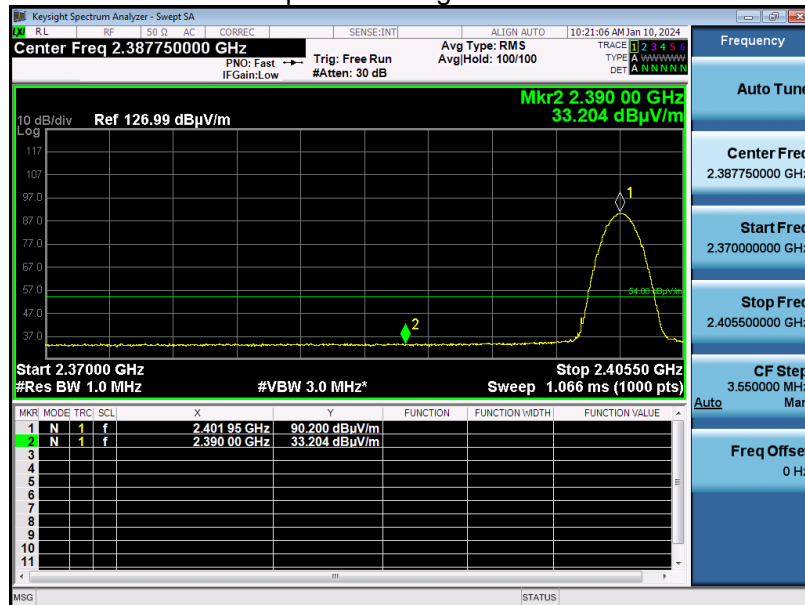 Keysight Spectrum Analyzer - Swept SA
RL RF 50 Ω AC CORREC SENSE:INT ALIGN AUTO 10:21:06 AM Jan 10, 2024
Center Freq 2.387750000 GHz
PNO: Fast
IFGain:Low
Trig: Free Run
#Atten: 30 dB
Avg Type: RMS
Avg|Hold: 100/100
TRACE 1 2 3 4 5 6
TYPE A WWWWW
DET A N N N N N
Mkr2 2.390 00 GHz
33.204 dBµV/m
10 dB/div
Log
Ref 126.99 dBµV/m
117
107
97.0
87.0
77.0
67.0
57.0
47.0
37.0
1
2
54.00 dBµV/m
Start 2.37000 GHz Stop 2.40550 GHz
#Res BW 1.0 MHz #VBW 3.0 MHz* Sweep 1.066 ms (1000 pts)
MKR MODE TRC SCL X Y FUNCTION FUNCTION WIDTH FUNCTION VALUE
1 N 1 f 2.401 95 GHz 90.200 dBµV/m
2 N 1 f 2.390 00 GHz 33.204 dBµV/m
3
4
5
6
7
8
9
10
11
MSG STATUS
Frequency
Auto Tune
Center Freq
2.387750000 GHz
Start Freq
2.370000000 GHz
Stop Freq
2.405500000 GHz
CF Step
3.550000 MHz
Auto Man
Freq Offset
0 Hz